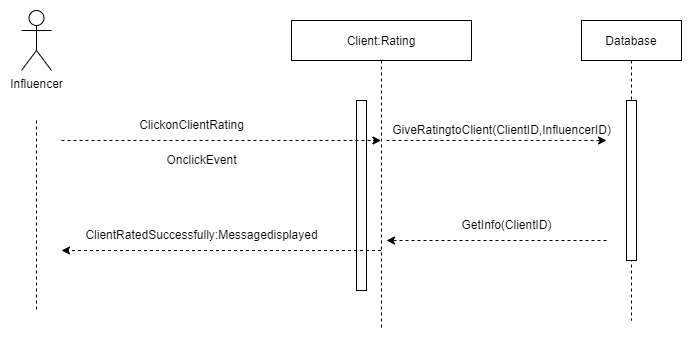 Client:Rating
Database
Influencer
ClickonClientRating
GiveRatingtoClient(ClientID,InfluencerID)
OnclickEvent
GetInfo(ClientID)
ClientRatedSuccessfully:Messagedisplayed